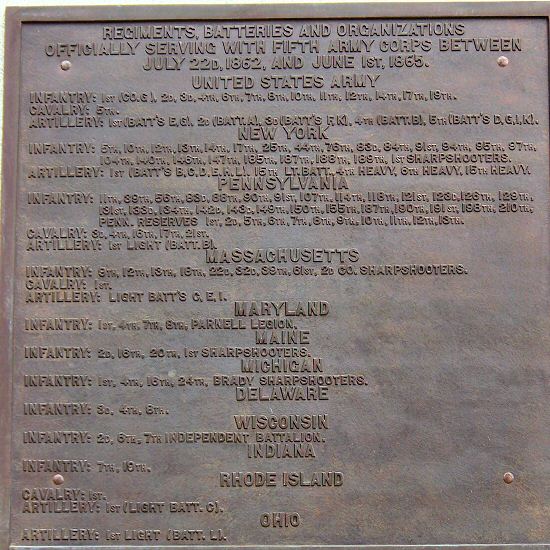 REGIMENTS, BATTERIES AND ORGANIZATIONS
OFFICIALLY SERVING WITH FIFTH ARMY CORPS BETWEEN
JULY 22D, 1862, AND JUNE 1ST, 1865.
UNITED STATES ARMY
INFANTRY: 1ST (CO.G.), 2D, 3D, 4TH, 6TH, 7TH, 8TH, 10TH, 11TH, 12TH, 14TH, 17TH, 19TH.
CAVALRY: 5TH.
ARTILLERY: 1ST (BATT'S E,G). 2D (BATT.A), 3D (BATT'S F,K), 4TH (BATT.B), 5TH (BATT'S D,G,I,K).
NEW YORK
INFANTRY: 5TH, 10TH, 12TH, 13TH, 14TH, 17TH, 25TH, 44TH, 76TH, 83D, 84TH, 91ST, 94TH, 95TH, 97TH,
104TH, 140TH, 146TH, 147TH, 185TH, 187TH, 188TH, 189TH, 1ST SHARPSHOOTERS.
ARTILLERY: 1ST (BATT'S B,C,D,E,H,L). 15TH LT. BATT. 4TH HEAVY, 6TH HEAVY, 15TH HEAVY.
PENNSYLVANIA
INFANTRY: 11TH, 39TH, 56TH, 83D, 88TH, 90TH, 91ST, 107TH, 114TH, 118TH, 121ST, 123D, 126TH, 129TH,
131ST, 133D, 134TH, 142D, 143D, 149TH, 150TH, 155TH, 157TH, 190TH, 191ST, 198TH, 210TH,
PENN. RESERVES 1ST, 2D, 5TH, 6TH, 7TH, 8TH, 9TH, 10TH, 11TH, 12TH, 13TH.
CAVALRY: 3D, 4TH, 16TH, 17TH, 21ST.
ARTILLERY: 1ST LIGHT (BATT.B).
MASSACHUSETTS
INFANTRY: 9TH, 12TH, 13TH, 18TH, 22D, 32D, 39TH, 61ST, 2D CO. SHARPSHOOTERS.
CAVALRY: 1ST.
ARTILLERY: LIGHT BATT'S C, E, I.
MARYLAND
INFANTRY: 1ST, 4TH, 7TH, 8TH, PARNELL LEGION.
MAINE
INFANTRY: 2D, 16TH, 20TH, 1ST SHARPSHOOTERS.
MICHIGAN
INFANTRY: 1ST, 4TH, 16TH, 24TH, BRADY SHARPSHOOTERS.
DELAWARE
INFANTRY: 3D, 4TH, 8TH.
WISCONSIN
INFANTRY: 2D, 6TH, 7TH INDEPENDENT BATTALION.
INDIANA
INFANTRY: 7TH, 19TH.
RHODE ISLAND
CAVALRY: 1ST.
ARTILLERY: 1ST (LIGHT BATT. C).
OHIO
ARTILLERY: 1ST LIGHT (BATT. L).